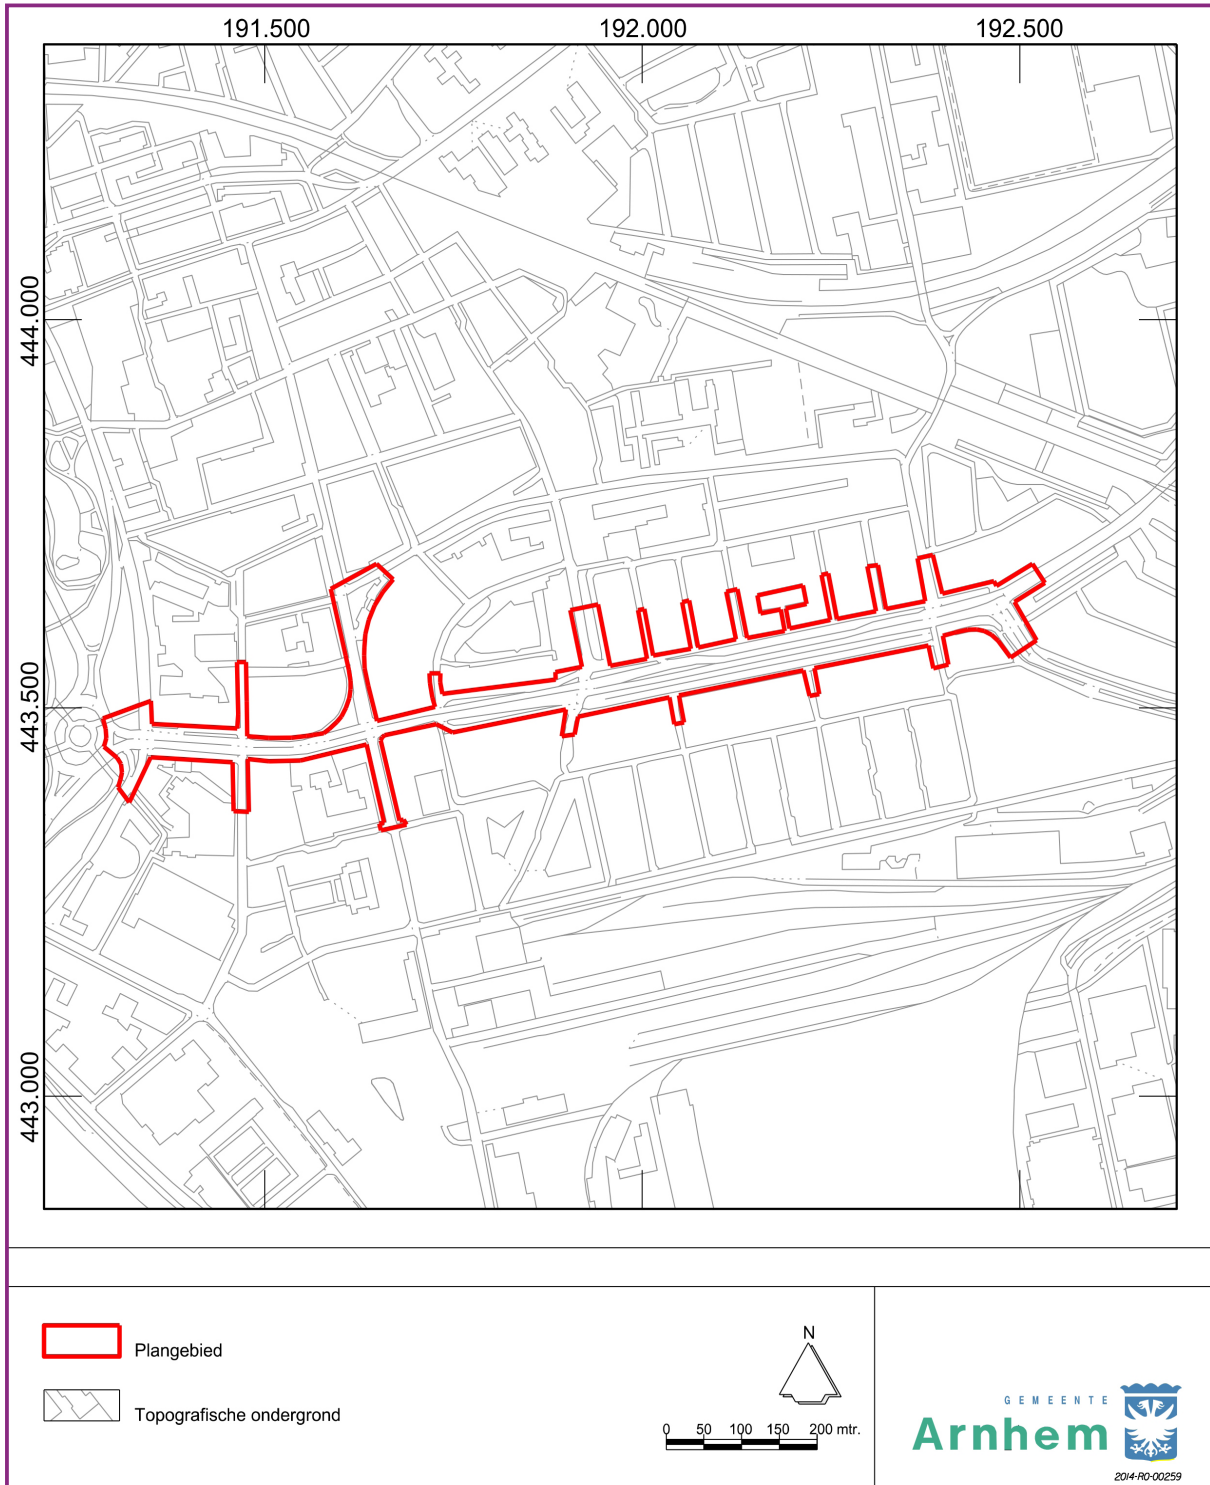 191.500 192.000 192.500
444.000
443.500
443.000
Plangebied
Topografische ondergrond
N
0 50 100 150 200 mtr.
GEMEENTE
Arnhem
2014-RO-00259